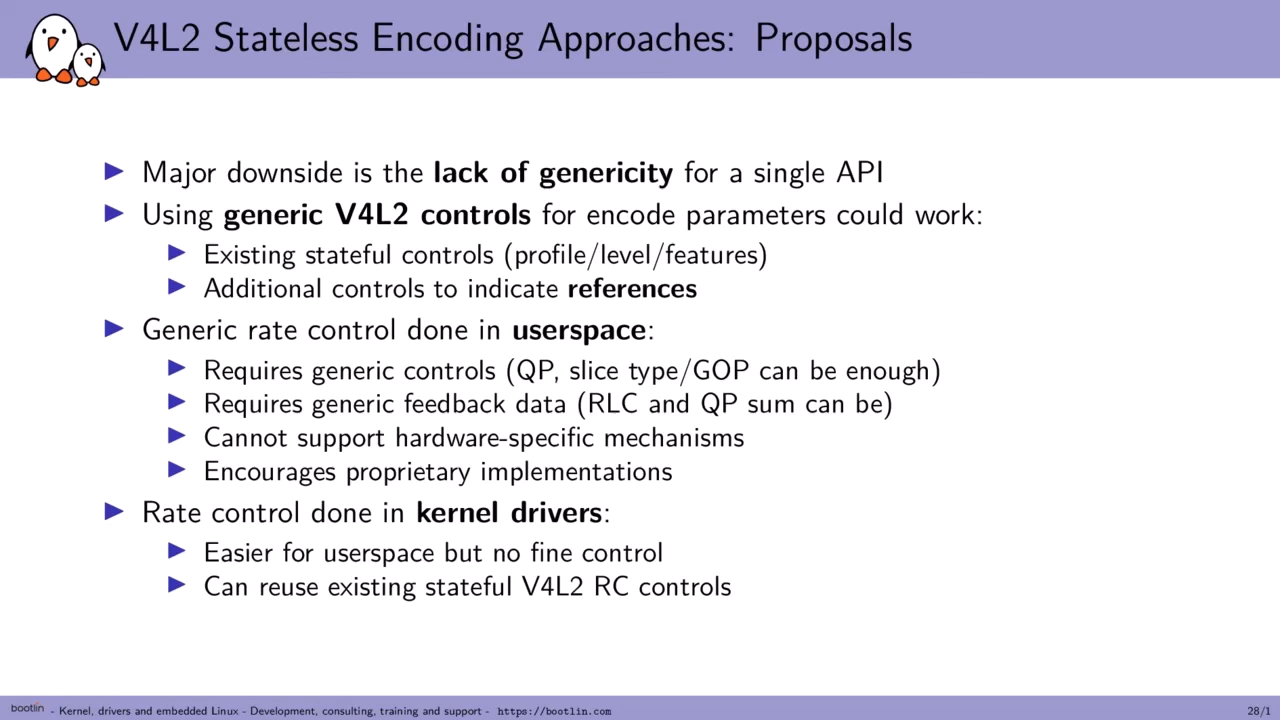 V4L2 Stateless Encoding Approaches: Proposals
Major downside is the lack of genericity for a single API
Using generic V4L2 controls for encode parameters could work:
Existing stateful controls (profile/level/features)
Additional controls to indicate references
Generic rate control done in userspace:
Requires generic controls (QP, slice type/GOP can be enough)
Requires generic feedback data (RLC and QP sum can be)
Cannot support hardware-specific mechanisms
Encourages proprietary implementations
Rate control done in kernel drivers:
Easier for userspace but no fine control
Can reuse existing stateful V4L2 RC controls
bootlin - Kernel, drivers and embedded Linux - Development, consulting, training and support - https://bootlin.com 28/1